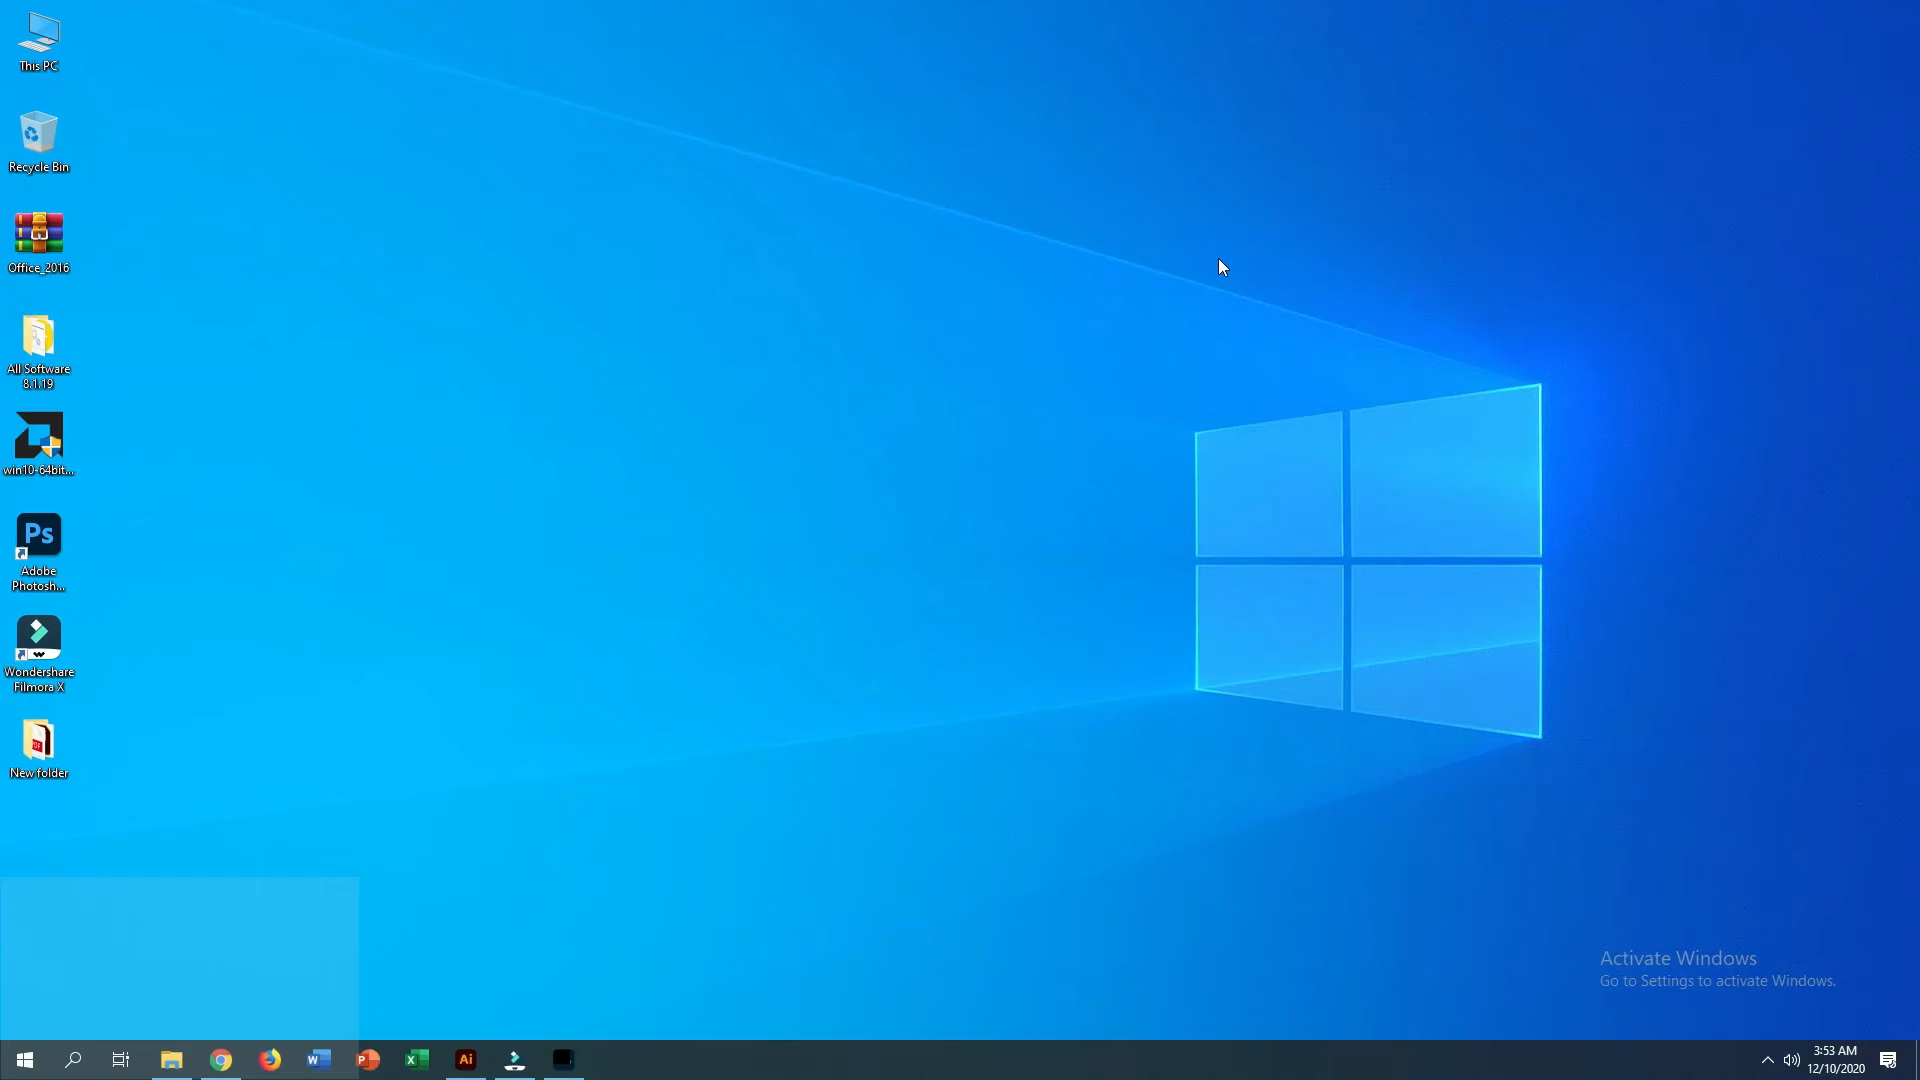 This PC
Recycle Bin
Office_2016
All Software
8.1.19
win10-64bit...
Ps
Adobe
Photosh...
Wondershare
Filmora X
PDF
New folder
Activate Windows
Go to Settings to activate Windows.
W
P
X
Ai
3:53 AM
12/10/2020